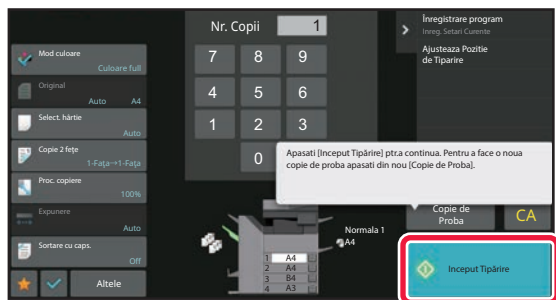 Nr. Copii
1
Mod culoare
Culoare full
Original
Auto A4
Select. hârtie
Auto
Copie 2 fețe
1-Fața→1-Fața
Proc. copiere
100%
Expunere
Auto
Sortare cu caps.
Off
Altele
7 8 9
4 5 6
1 2 3
0
Înregistrare program
Inreg. Setari Curente
Ajusteaza Pozitie
de Tiparire
Apasati [Inceput Tipărire] ptr.a continua. Pentru a face o noua
copie de proba apasati din nou [Copie de Proba].
Copie de
Proba
CA
Normala 1
A4
1 A4
2 A4
3 B4
4 A3
Inceput Tipărire